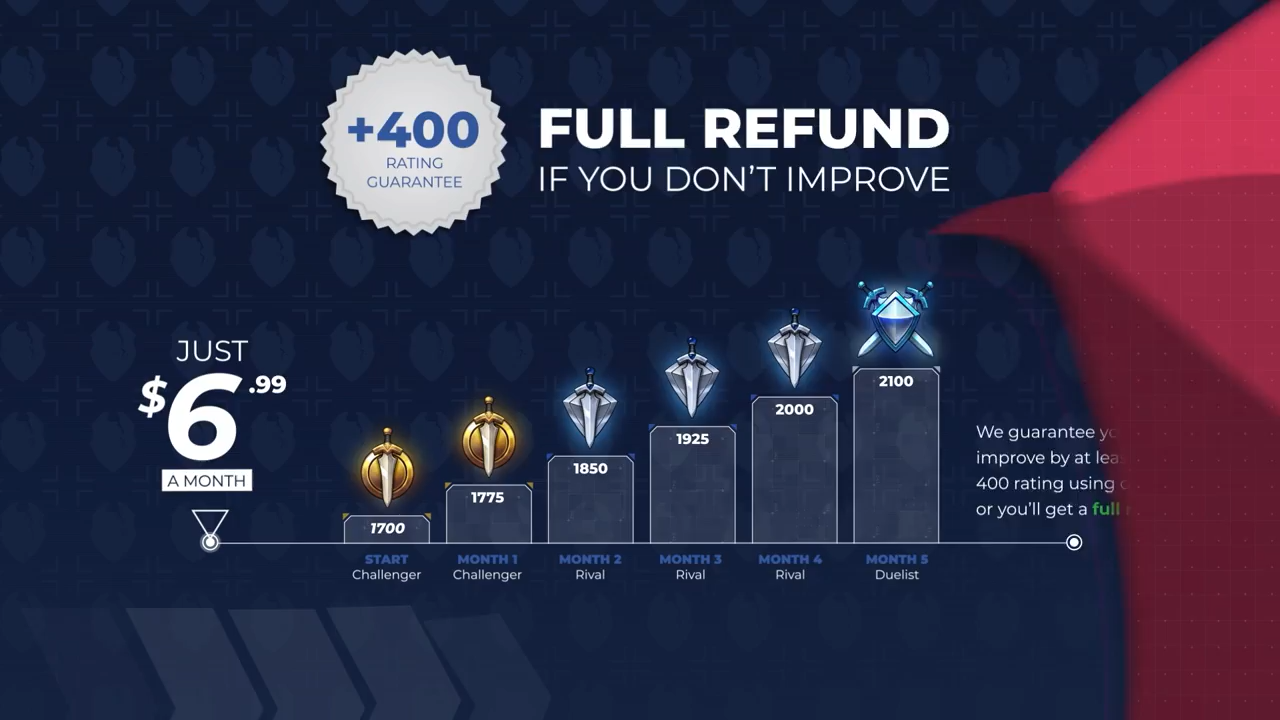 +400
RATING
GUARANTEE
FULL REFUND
IF YOU DON'T IMPROVE
JUST
$6.99
A MONTH
1700
1775
1850
1925
2000
2100
START
Challenger
MONTH 1
Challenger
MONTH 2
Rival
MONTH 3
Rival
MONTH 4
Rival
MONTH 5
Duelist
We guarantee
improve by at
400 rating using
or you'll get a full